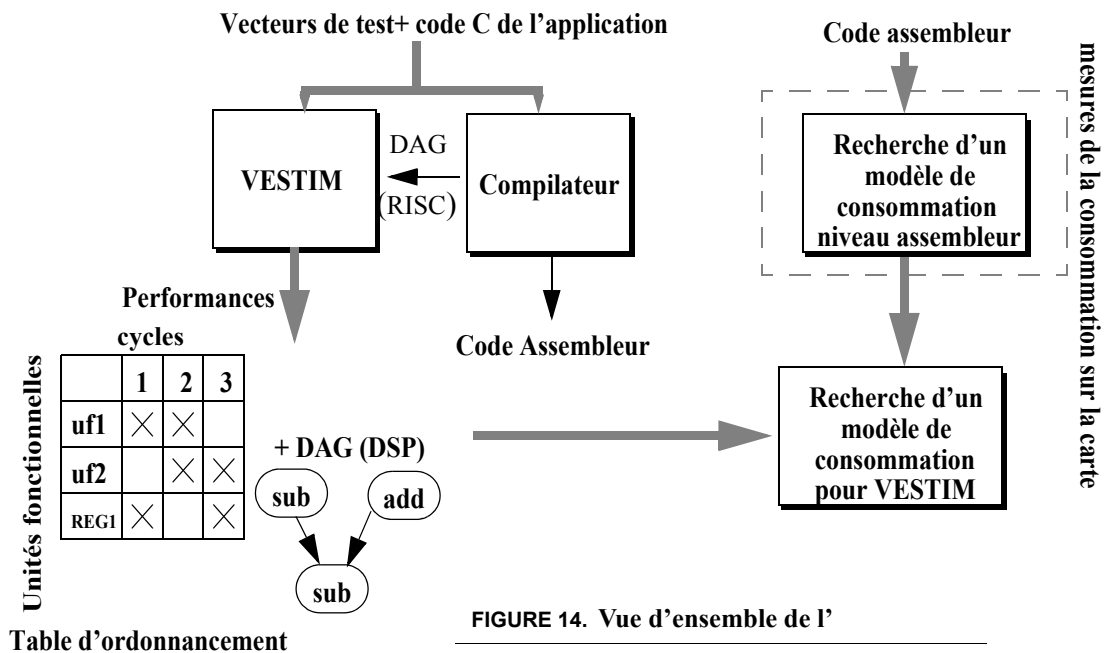 Vecteurs de test+ code C de l'application
Code assembleur
mesures de la consommation sur la carte
VESTIM
DAG
(RISC)
Compilateur
Recherche d'un
modèle de
consommation
niveau assembleur
Performances
cycles
Code Assembleur
Unités fonctionnelles
1 2 3
uf1 X X
uf2 X X
REG1 X X
+ DAG (DSP)
sub add
sub
Recherche d'un
modèle de
consommation
pour VESTIM
FIGURE 14. Vue d'ensemble de l'
Table d'ordonnancement